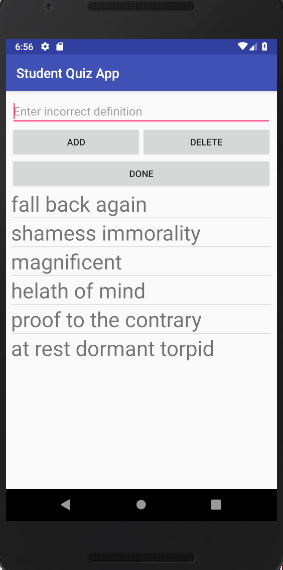 6:56
Student Quiz App
Enter incorrect definition
ADD DELETE
DONE
fall back again
shamess immorality
magnificent
helath of mind
proof to the contrary
at rest dormant torpid